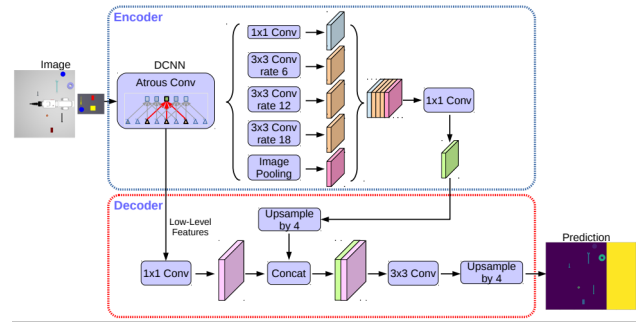 Encoder
Image
DCNN
Atrous Conv
1x1 Conv
3x3 Conv
rate 6
3x3 Conv
rate 12
3x3 Conv
rate 18
Image
Pooling
1x1 Conv
Decoder
Low-Level
Features
Upsample
by 4
1x1 Conv
Concat
3x3 Conv
Upsample
by 4
Prediction